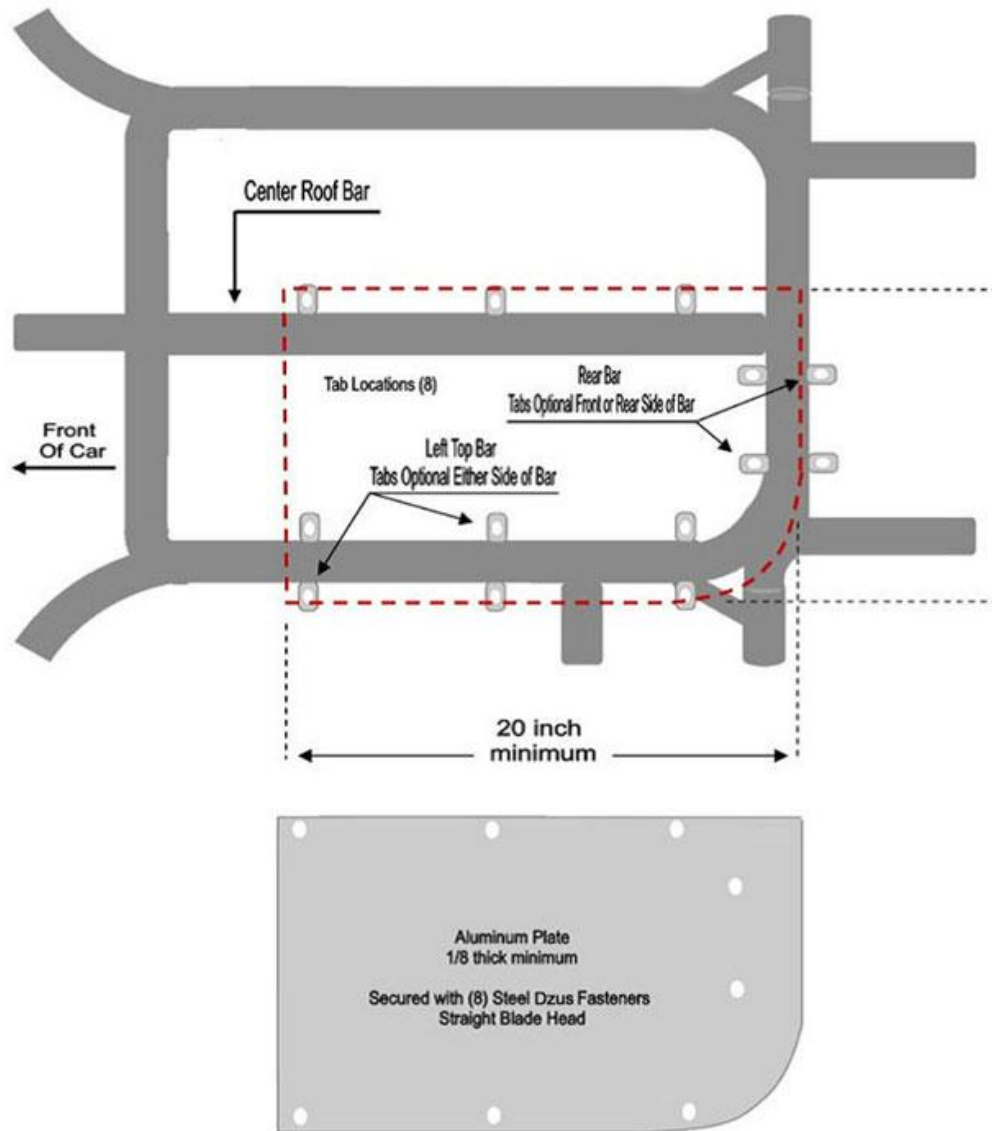 Center Roof Bar
Tab Locations (8)
Rear Bar
Tabs Optional Front or Rear Side of Bar
Front
Of Car
Left Top Bar
Tabs Optional Either Side of Bar
20 inch
minimum
Aluminum Plate
1/8 thick minimum
Secured with (8) Steel Dzus Fasteners
Straight Blade Head